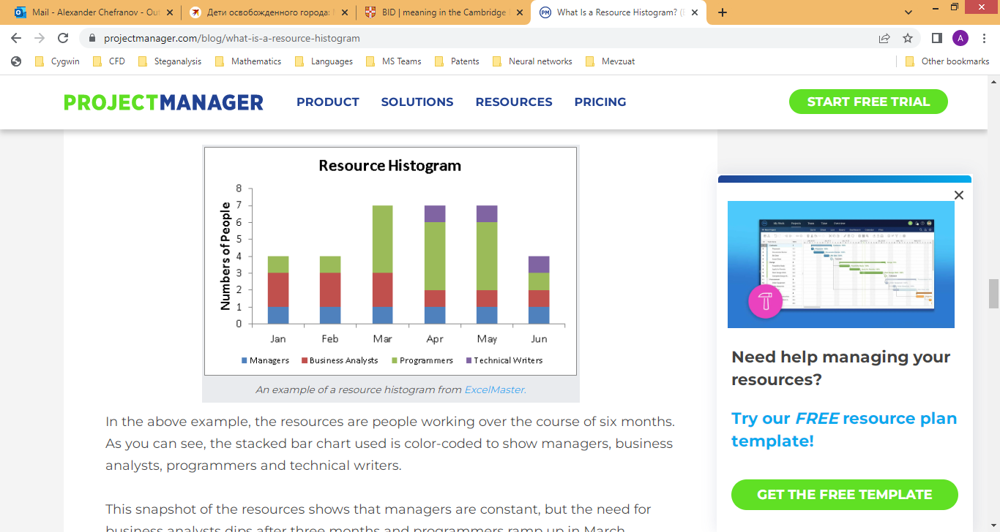 Mail - Alexander Chefranov - Out
Дети освобожденного города:
BID | meaning in the Cambridge
What Is a Resource Histogram? (E
projectmanager.com/blog/what-is-a-resource-histogram
A
Cygwin
CFD
Steganalysis
Mathematics
Languages
MS Teams
Patents
Neural networks
Mevzuat
Other bookmarks
PROJECTMANAGER
PRODUCT
SOLUTIONS
RESOURCES
PRICING
START FREE TRIAL
Resource Histogram
Numbers of People
8
7
6
5
4
3
2
1
0
Jan Feb Mar Apr May Jun
Managers Business Analysts Programmers Technical Writers
An example of a resource histogram from ExcelMaster.
In the above example, the resources are people working over the course of six months.
As you can see, the stacked bar chart used is color-coded to show managers, business
analysts, programmers and technical writers.
This snapshot of the resources shows that managers are constant, but the need for
business analysts dips after three months and programmers ramp up in March
Need help managing your
resources?
Try our FREE resource plan
template!
GET THE FREE TEMPLATE